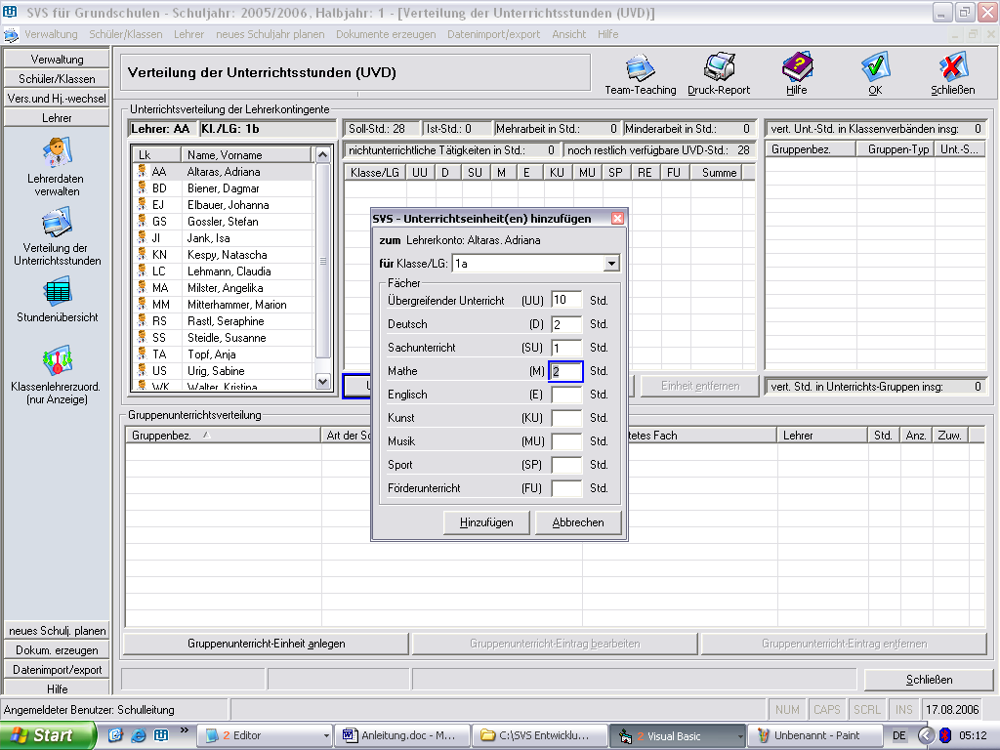 SVS für Grundschulen - Schuljahr: 2005/2006, Halbjahr: 1 - [Verteilung der Unterrichtsstunden (UVD)]
Verwaltung Schüler/Klassen Lehrer neues Schuljahr planen Dokumente erzeugen Datenimport/export Ansicht Hilfe
Verwaltung
Schüler/Klassen
Vers.und Hj.-wechsel
Lehrer
Lehrerdaten
verwalten
Verteilung der
Unterrichtsstunden
Stundenübersicht
Klassenlehrerzuord.
(nur Anzeige)
neues Schulj. planen
Dokum. erzeugen
Datenimport/export
Hilfe
Verteilung der Unterrichtsstunden (UVD)
Team-Teaching Druck-Report Hilfe OK Schließen
Unterrichtsverteilung der Lehrerkontingente
Lehrer: AA Kl./LG: 1b
Soll-Std.: 28 Ist-Std.: 0 Mehrarbeit in Std.: 0 Minderarbeit in Std.: 0
vert. Unt.-Std. in Klassenverbänden insg: 0
nichtunterrichtliche Tätigkeiten in Std.: 0 noch restlich verfügbare UVD-Std.: 28
Lk Name, Vorname
AA Altaras, Adriana
BD Biener, Dagmar
EJ Elbauer, Johanna
GS Gossler, Stefan
JI Jank, Isa
KN Kespy, Natascha
LC Lehmann, Claudia
MA Milster, Angelika
MM Mitterhammer, Marion
RS Rastl, Seraphine
SS Steidle, Susanne
TA Topf, Anja
US Urig, Sabine
WK Walter, Kristina
Klasse/LG UU D SU M E KU MU SP RE FU Summe
Gruppenbez. Gruppen-Typ Unt.-S...
SVS - Unterrichtseinheit(en) hinzufügen
zum Lehrerkonto: Altaras, Adriana
für Klasse/LG: 1a
Fächer
Übergreifender Unterricht (UU) 10 Std.
Deutsch (D) 2 Std.
Sachunterricht (SU) 1 Std.
Mathe (M) 2 Std.
Englisch (E) Std.
Kunst (KU) Std.
Musik (MU) Std.
Sport (SP) Std.
Förderunterricht (FU) Std.
Hinzufügen Abbrechen
Einheit entfernen
vert. Std. in Unterrichts-Gruppen insg: 0
Gruppenunterrichtsverteilung
Gruppenbez. Art der tetes Fach Lehrer Std. Anz. Zuw.
Gruppenunterricht-Einheit anlegen Gruppenunterricht-Eintrag bearbeiten Gruppenunterricht-Eintrag entfernen
Schließen
Angemeldeter Benutzer: Schulleitung NUM CAPS SCRL INS 17.08.2006
Start » 2 Editor Anleitung.doc - M... C:\SVS Entwicklu... 2 Visual Basic Unbenannt - Paint DE 05:12